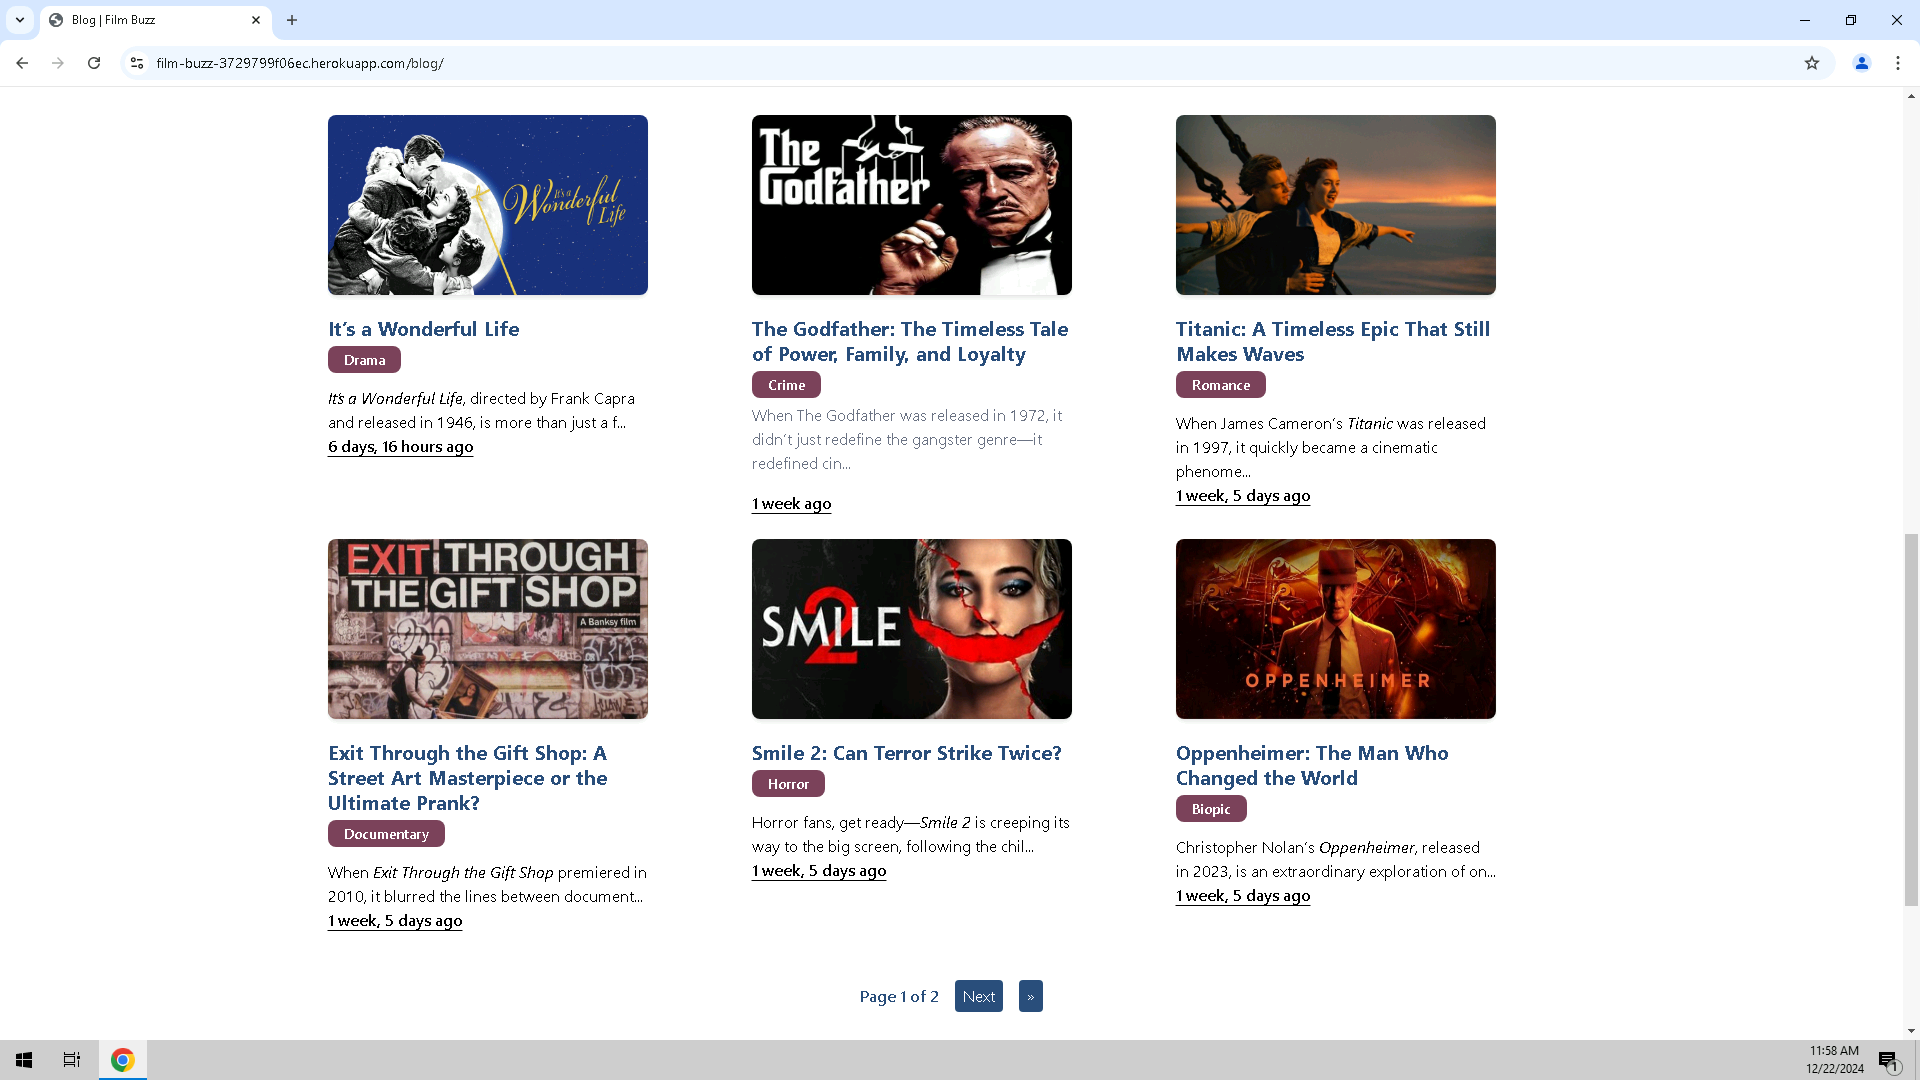 Blog | Film Buzz
film-buzz-3729799f06ec.herokuapp.com/blog/
It's a
Wonderful
Life
The
Godfather
It's a Wonderful Life
Drama
It's a Wonderful Life, directed by Frank Capra
and released in 1946, is more than just a f...
6 days, 16 hours ago
The Godfather: The Timeless Tale
of Power, Family, and Loyalty
Crime
When The Godfather was released in 1972, it
didn't just redefine the gangster genre—it
redefined cin...
1 week ago
Titanic: A Timeless Epic That Still
Makes Waves
Romance
When James Cameron's Titanic was released
in 1997, it quickly became a cinematic
phenome...
1 week, 5 days ago
EXIT THROUGH
THE GIFT SHOP
A Banksy film
SMILE
2
OPPENHEIMER
Exit Through the Gift Shop: A
Street Art Masterpiece or the
Ultimate Prank?
Documentary
When Exit Through the Gift Shop premiered in
2010, it blurred the lines between document...
1 week, 5 days ago
Smile 2: Can Terror Strike Twice?
Horror
Horror fans, get ready—Smile 2 is creeping its
way to the big screen, following the chil...
1 week, 5 days ago
Oppenheimer: The Man Who
Changed the World
Biopic
Christopher Nolan's Oppenheimer, released
in 2023, is an extraordinary exploration of on...
1 week, 5 days ago
Page 1 of 2 Next »
11:58 AM
12/22/2024
1